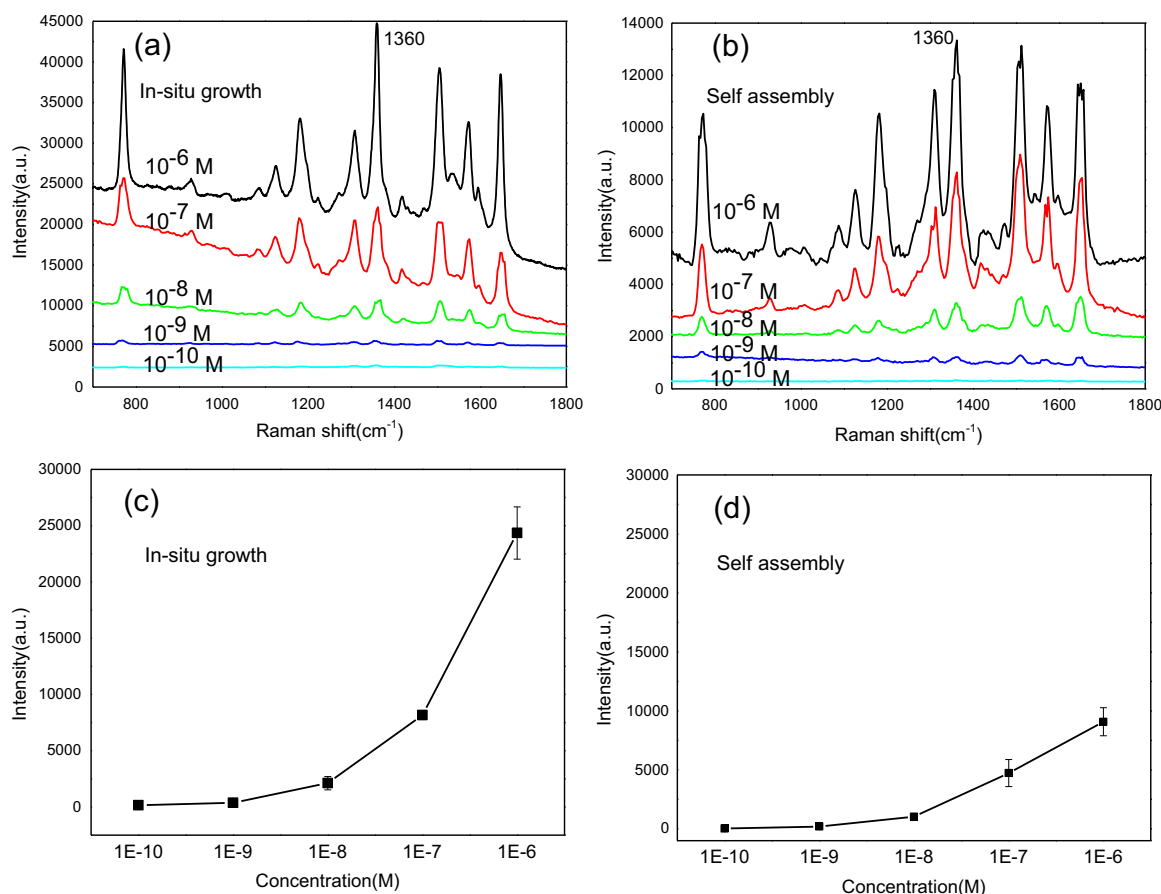 (a)
1360
In-situ growth
10⁻⁶ M
10⁻⁷ M
10⁻⁸ M
10⁻⁹ M
10⁻¹⁰ M
45000
40000
35000
30000
25000
20000
15000
10000
5000
0
Intensity(a.u.)
800 1000 1200 1400 1600 1800
Raman shift(cm⁻¹)
(b)
1360
Self assembly
10⁻⁶ M
10⁻⁷ M
10⁻⁸ M
10⁻⁹ M
10⁻¹⁰ M
14000
12000
10000
8000
6000
4000
2000
0
Intensity(a.u.)
800 1000 1200 1400 1600 1800
Raman shift(cm⁻¹)
(c)
In-situ growth
30000
25000
20000
15000
10000
5000
0
Intensity(a.u.)
1E-10 1E-9 1E-8 1E-7 1E-6
Concentration(M)
(d)
Self assembly
30000
25000
20000
15000
10000
5000
0
Intensity(a.u.)
1E-10 1E-9 1E-8 1E-7 1E-6
Concentration(M)